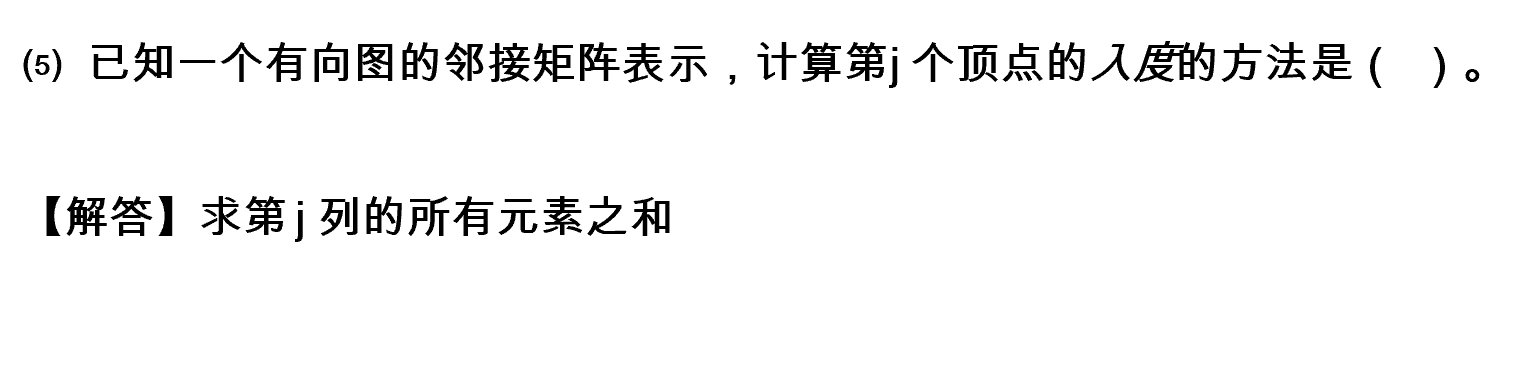 ⑸ 已知一个有向图的邻接矩阵表示，计算第j 个顶点的入度的方法是（ ）。
【解答】求第 j 列的所有元素之和